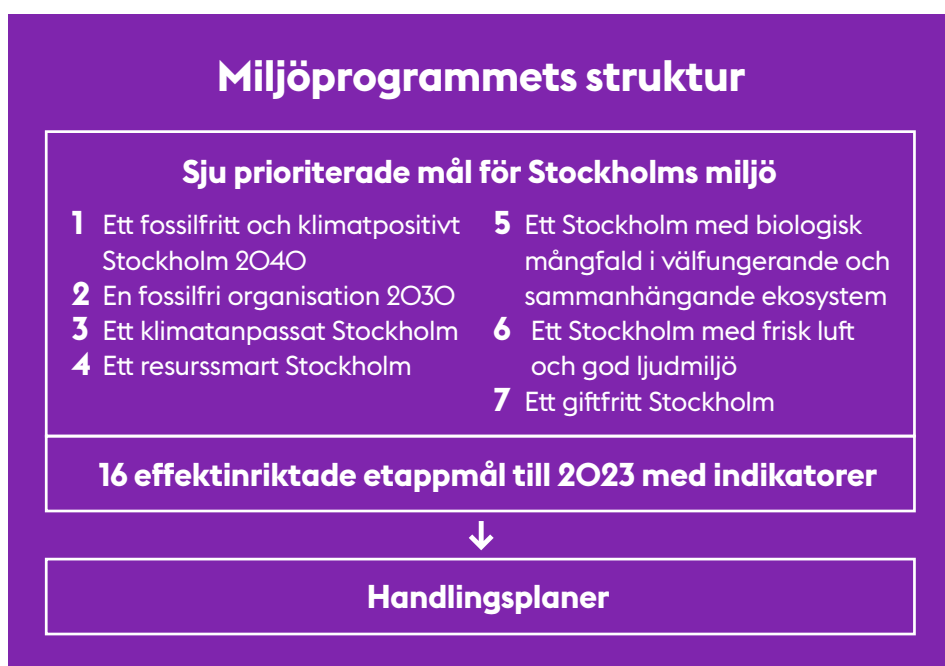 Miljöprogrammets struktur
Sju prioriterade mål för Stockholms miljö
1 Ett fossilfritt och klimatpositivt
Stockholm 2040
2 En fossilfri organisation 2030
3 Ett klimatanpassat Stockholm
4 Ett resurssmart Stockholm
5 Ett Stockholm med biologisk
mångfald i välfungerande och
sammanhängande ekosystem
6 Ett Stockholm med frisk luft
och god ljudmiljö
7 Ett giftfritt Stockholm
16 effektinriktade etappmål till 2023 med indikatorer
↓
Handlingsplaner